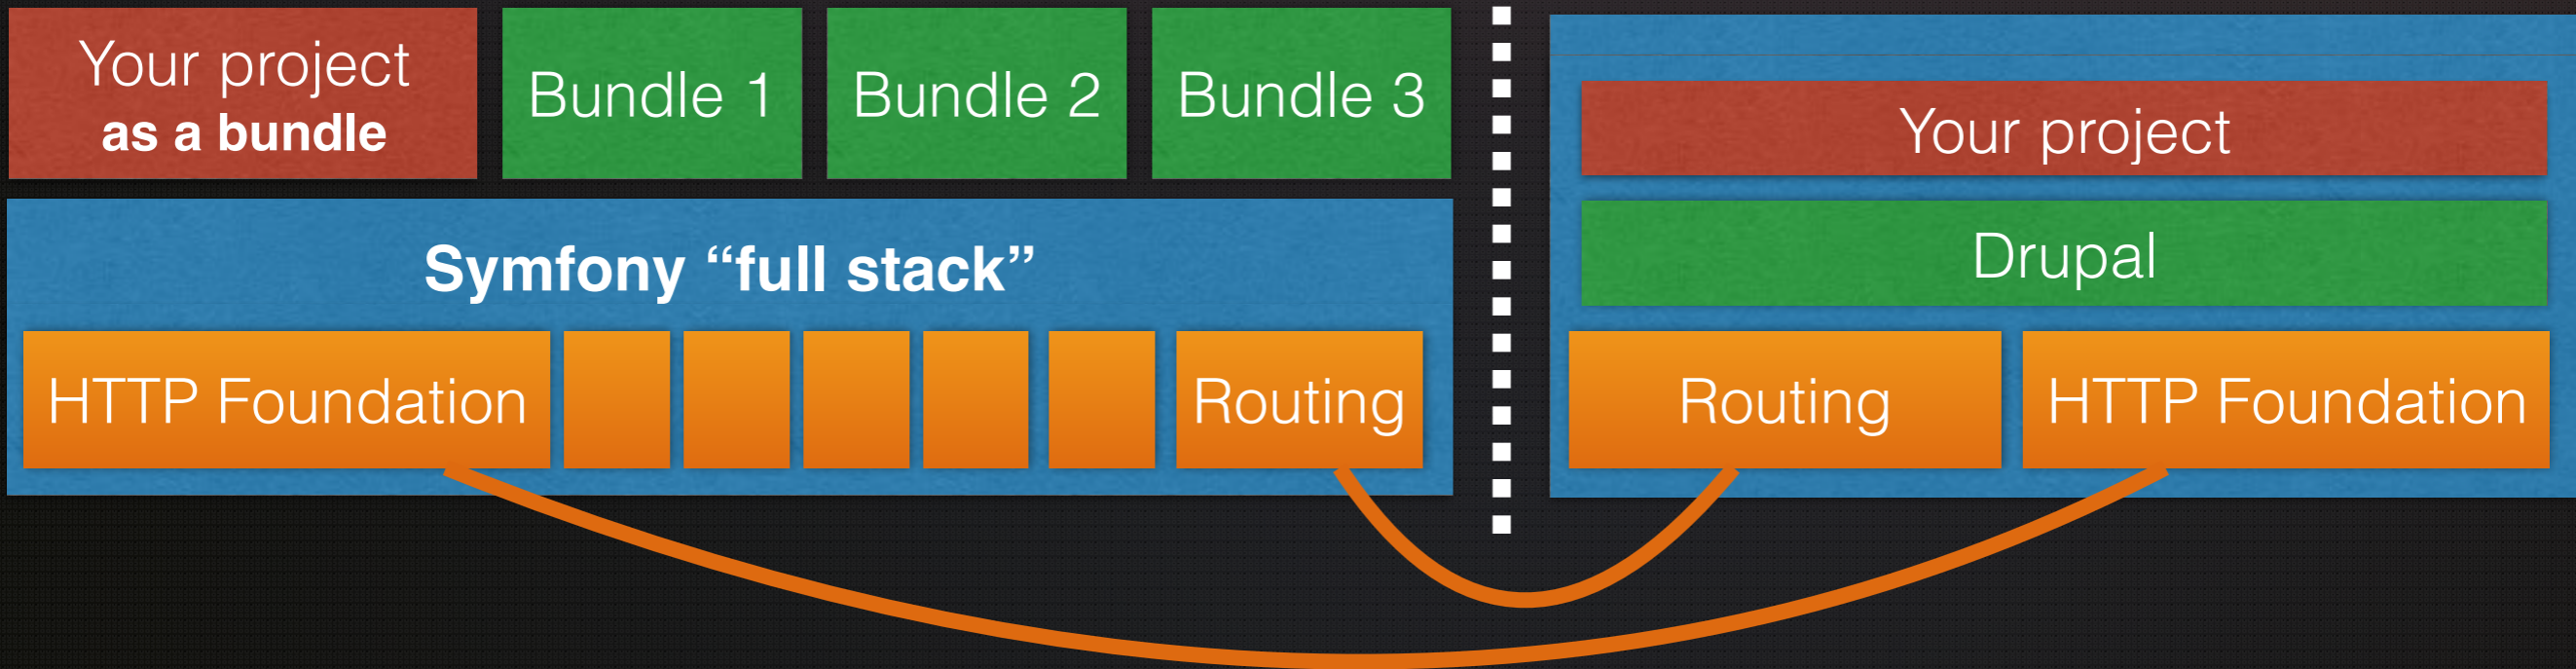 Your project
as a bundle
Bundle 1
Bundle 2
Bundle 3
Symfony “full stack”
HTTP Foundation
Routing
Your project
Drupal
Routing
HTTP Foundation